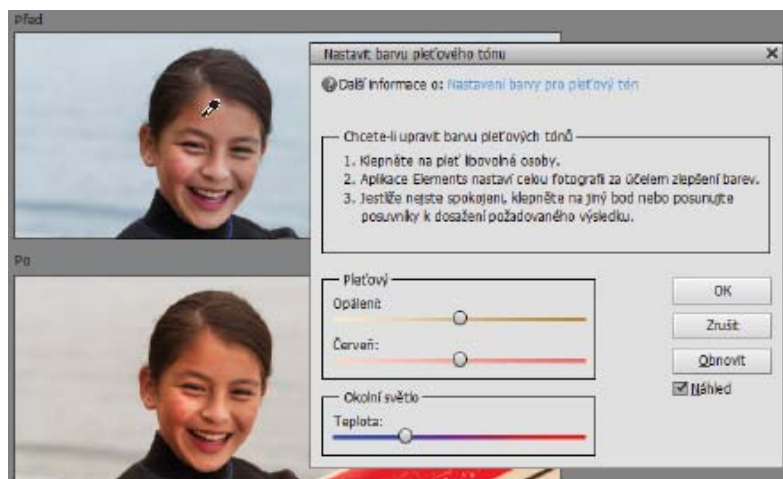 Před
Nastavit barvu pleťového tónu
Další informace o: Nastavení barvy pro pleťový tón
Chcete-li upravit barvu pleťových tónů
1. Klepněte na pleť libovolné osoby.
2. Aplikace Elements nastaví celou fotografii za účelem zlepšení barev.
3. Jestliže nejste spokojeni, klepněte na jiný bod nebo posunujte
posuvníky k dosažení požadovaného výsledku.
Po
Pleťový
Opálení:
Červeň:
OK
Zrušit
Obnovit
Náhled
Okolní světlo
Teplota: